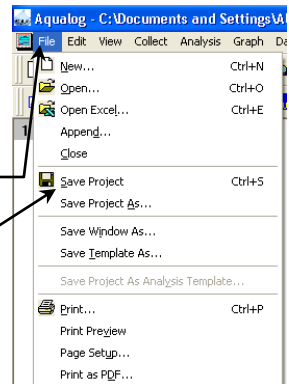 Aqualog - C:\Documents and Settings\
File Edit View Collect Analysis Graph
New... Ctrl+N
Open... Ctrl+O
Open Excel... Ctrl+E
Append...
Close
Save Project Ctrl+S
Save Project As...
Save Window As...
Save Template As...
Save Project As Analysis Template...
Print... Ctrl+P
Print Preview
Page Setup...
Print as PDF...